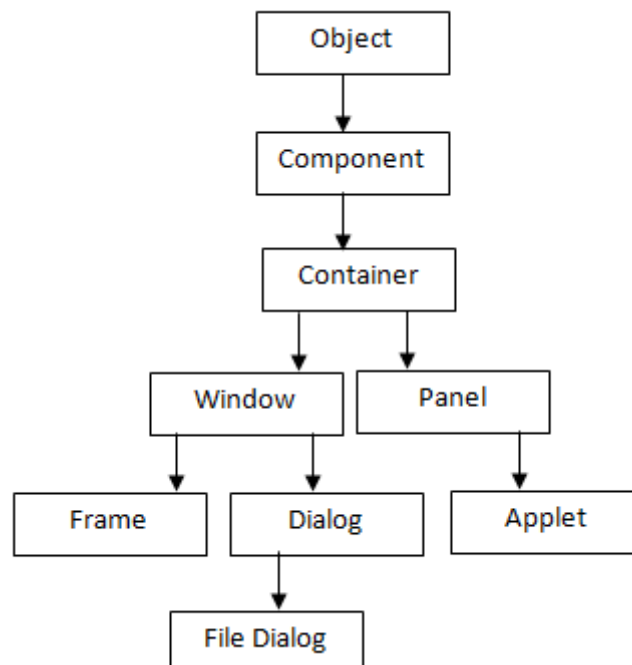 Object
Component
Container
Window
Panel
Frame
Dialog
Applet
File Dialog